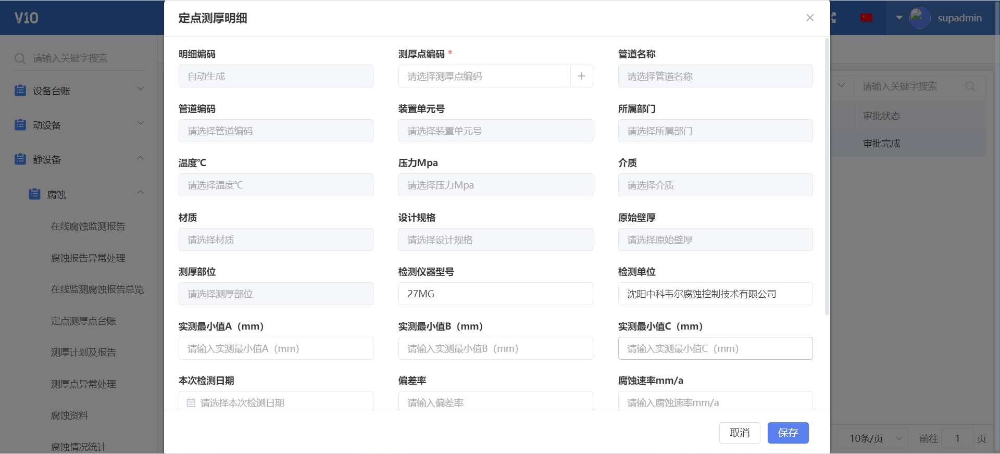 V10
supadmin
请输入关键字搜索
设备台账
动设备
静设备
腐蚀
在线腐蚀监测报告
腐蚀报告异常处理
在线监测腐蚀报告总览
定点测厚点台账
测厚计划及报告
测厚点异常处理
腐蚀资料
腐蚀情况统计
定点测厚明细
明细编码
测厚点编码 *
管道名称
自动生成
请选择测厚点编码
请选择管道名称
管道编码
装置单元号
所属部门
请选择管道编码
请选择装置单元号
请选择所属部门
温度℃
压力Mpa
介质
请选择温度℃
请选择压力Mpa
请选择介质
材质
设计规格
原始壁厚
请选择材质
请选择设计规格
请选择原始壁厚
测厚部位
检测仪器型号
检测单位
请选择测厚部位
27MG
沈阳中科韦尔腐蚀控制技术有限公司
实测最小值A（mm）
实测最小值B（mm）
实测最小值C（mm）
请输入实测最小值A（mm）
请输入实测最小值B（mm）
请输入实测最小值C（mm）
本次检测日期
偏差率
腐蚀速率mm/a
请选择本次检测日期
请输入偏差率
请输入腐蚀速率mm/a
取消
保存
请输入关键字搜索
审批状态
审批完成
10条/页
前往
1
页